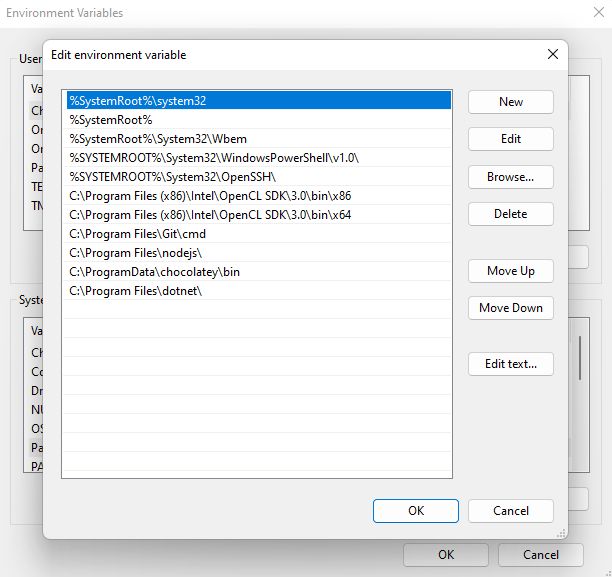 Environment Variables
Edit environment variable
User
%SystemRoot%\system32
New
%SystemRoot%
%SystemRoot%\System32\Wbem
Edit
%SYSTEMROOT%\System32\WindowsPowerShell\v1.0\
%SYSTEMROOT%\System32\OpenSSH\
Browse...
C:\Program Files (x86)\Intel\OpenCL SDK\3.0\bin\x86
C:\Program Files (x86)\Intel\OpenCL SDK\3.0\bin\x64
Delete
C:\Program Files\Git\cmd
C:\Program Files\nodejs\
C:\ProgramData\chocolatey\bin
Move Up
C:\Program Files\dotnet\
Move Down
Edit text...
OK
Cancel
OK
Cancel